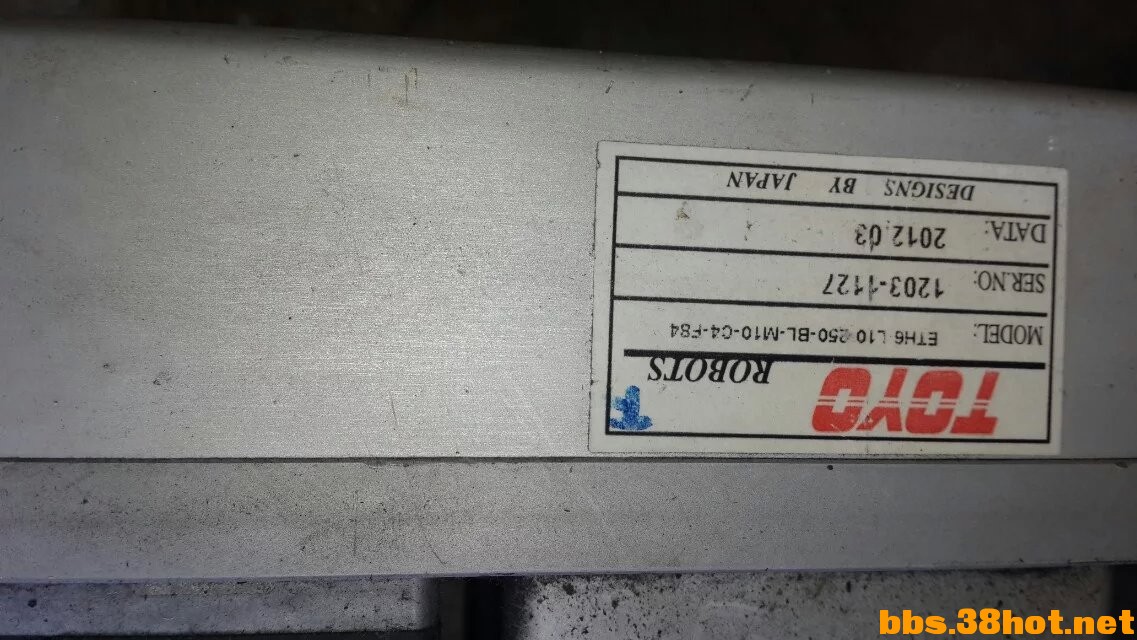 TOYO ROBOTS
MODEL: ETH6-L10-250-BL-M10-C4-F84
SER.NO: 1203-1127
DATA: 2012.03
DESIGNS BY JAPAN
bbs.38hot.net